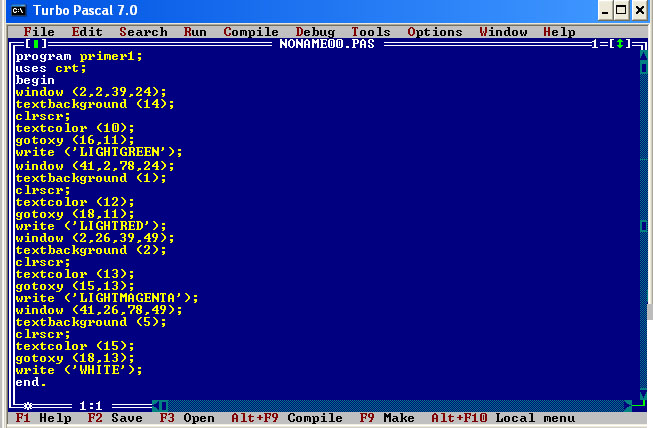 Turbo Pascal 7.0
File Edit Search Run Compile Debug Tools Options Window Help
NONAME00.PAS 1
program primer1;
uses crt;
begin
window (2,2,39,24);
textbackground (14);
clrscr;
textcolor (10);
gotoxy (16,11);
write ('LIGHTGREEN');
window (41,2,78,24);
textbackground (1);
clrscr;
textcolor (12);
gotoxy (18,11);
write ('LIGHTRED');
window (2,26,39,49);
textbackground (2);
clrscr;
textcolor (13);
gotoxy (15,13);
write ('LIGHTMAGENTA');
window (41,26,78,49);
textbackground (5);
clrscr;
textcolor (15);
gotoxy (18,13);
write ('WHITE');
end.
1:1
F1 Help F2 Save F3 Open Alt+F9 Compile F9 Make Alt+F10 Local menu